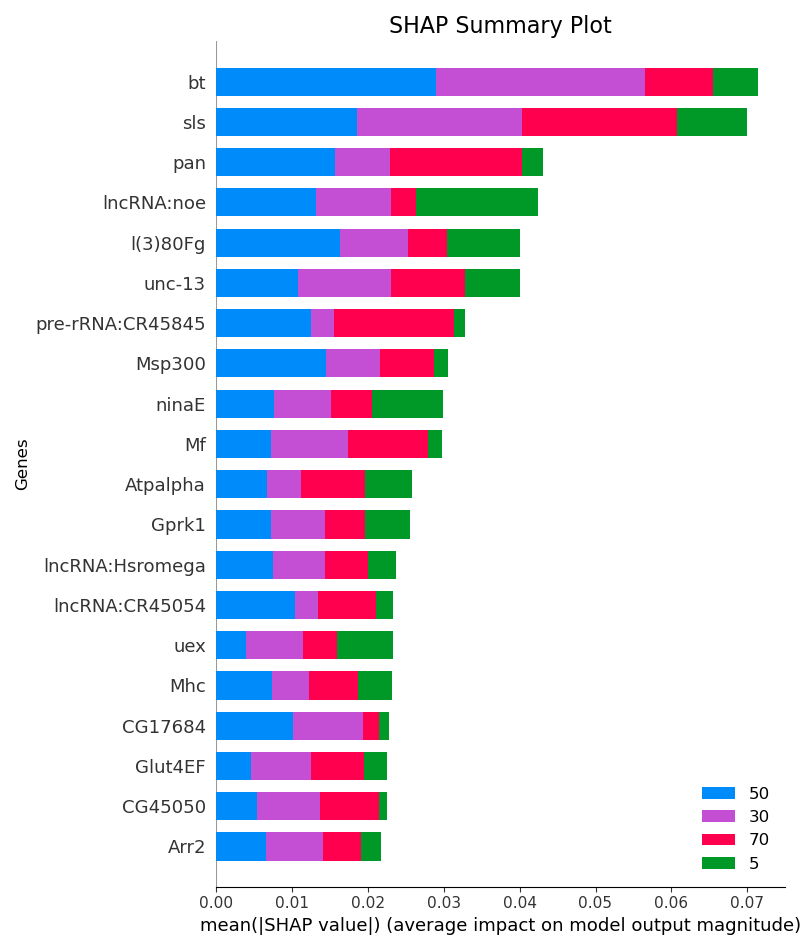 SHAP Summary Plot
bt
sls
pan
lncRNA:noe
l(3)80Fg
unc-13
pre-rRNA:CR45845
Msp300
ninaE
Mf
Atpalpha
Gprk1
lncRNA:Hsromega
lncRNA:CR45054
uex
Mhc
CG17684
Glut4EF
CG45050
Arr2
Genes
50
30
70
5
0.00 0.01 0.02 0.03 0.04 0.05 0.06 0.07
mean(|SHAP value|) (average impact on model output magnitude)